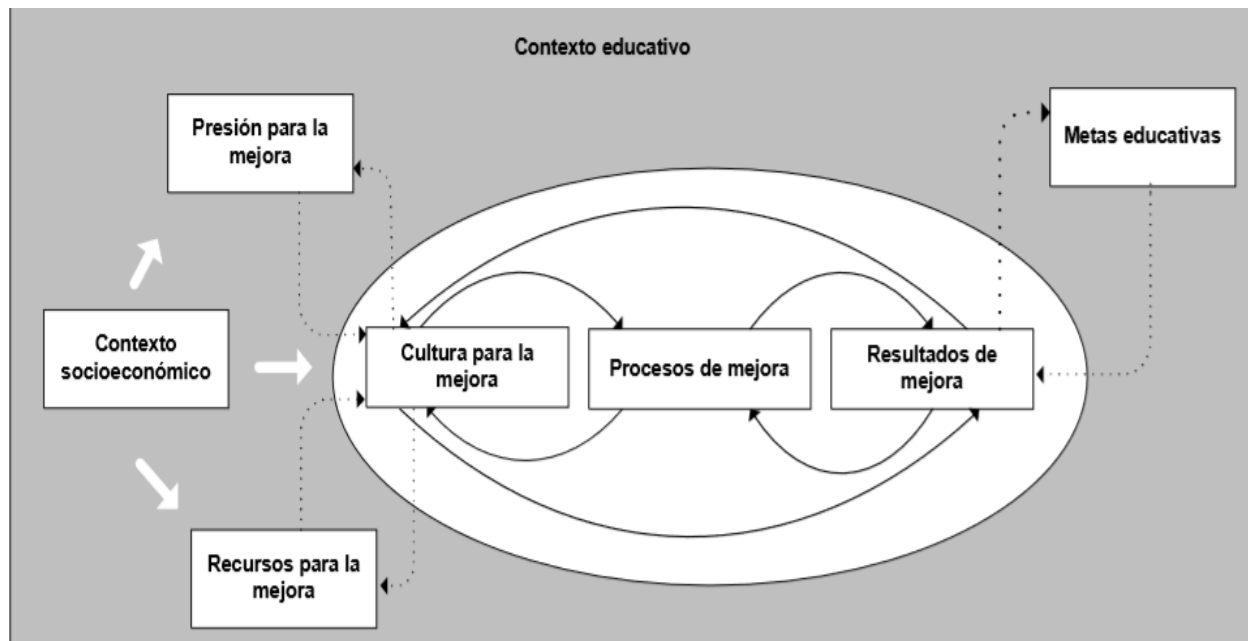 Contexto educativo
Presión para la
mejora
Metas educativas
Contexto
socioeconómico
Cultura para la
mejora
Procesos de mejora
Resultados de
mejora
Recursos para la
mejora